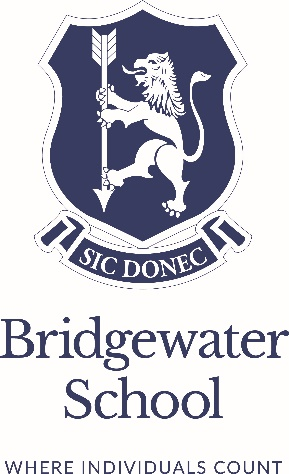 SIC DONEC
Bridgewater
School
WHERE INDIVIDUALS COUNT